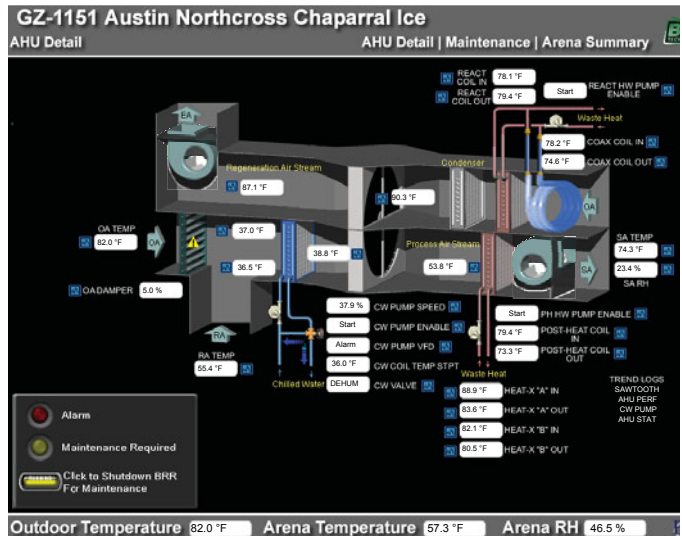 GZ-1151 Austin Northcross Chaparral Ice
AHU Detail
AHU Detail | Maintenance | Arena Summary
REACT COIL IN 78.1 °F
REACT COIL OUT 79.4 °F
Start REACT HW PUMP ENABLE
Waste Heat
78.2 °F COAX COIL IN
74.6 °F COAX COIL OUT
EA
Regeneration Air Stream
Condenser
87.1 °F
90.3 °F
OA
OA TEMP
82.0 °F
OA
37.0 °F
36.5 °F
38.8 °F
Process Air Stream
53.8 °F
SA
SA TEMP
74.3 °F
23.4 %
SA RH
OA DAMPER 5.0 %
RA
RA TEMP
55.4 °F
37.9 % CW PUMP SPEED
Start CW PUMP ENABLE
Alarm CW PUMP VFD
36.0 °F CW COIL TEMP STPT
DEHUM CW VALVE
Chilled Water
Start PH HW PUMP ENABLE
79.4 °F POST-HEAT COIL IN
73.3 °F POST-HEAT COIL OUT
Waste Heat
88.9 °F HEAT-X "A" IN
83.6 °F HEAT-X "A" OUT
82.1 °F HEAT-X "B" IN
80.5 °F HEAT-X "B" OUT
TREND LOGS
SAWTOOTH
AHU PERF
CW PUMP
AHU STAT
Alarm
Maintenance Required
Click to Shutdown BRR
For Maintenance
Outdoor Temperature 82.0 °F Arena Temperature 57.3 °F Arena RH 46.5 %